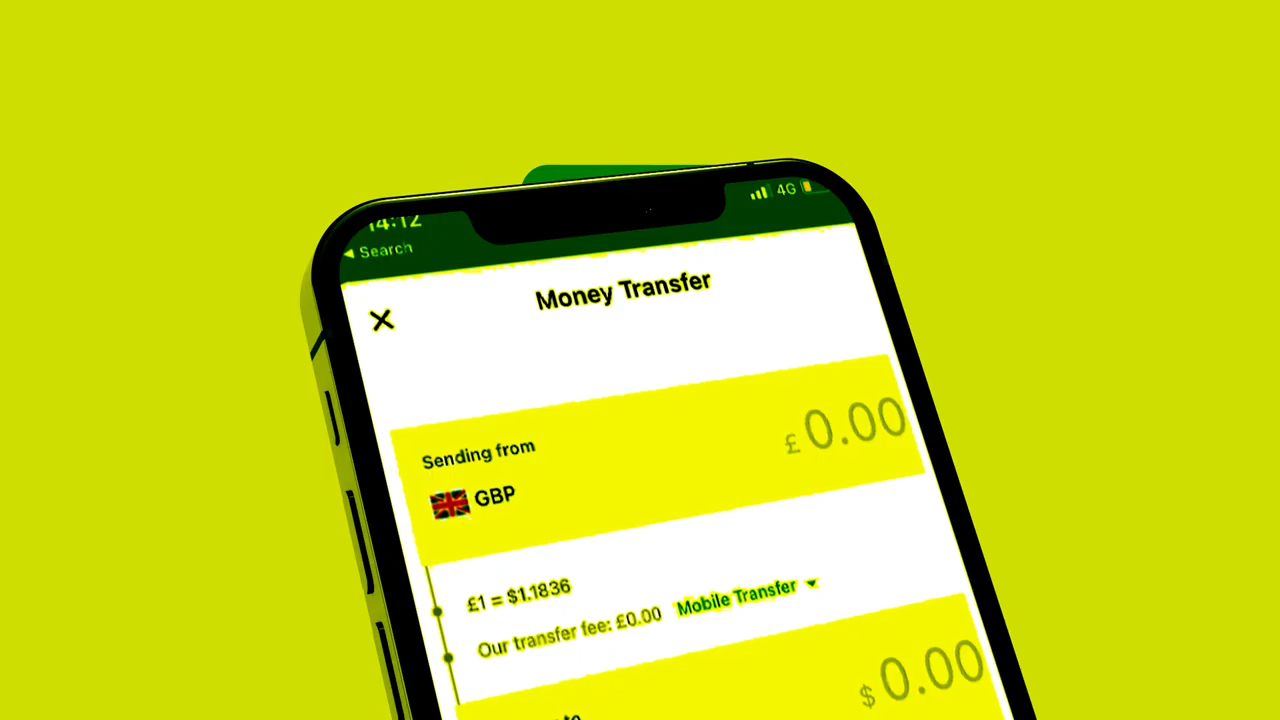 14:12
4G
◀ Search
Money Transfer
Sending from
£ 0.00
GBP
£1 = $1.1836
Our transfer fee: £0.00 Mobile Transfer
$ 0.00